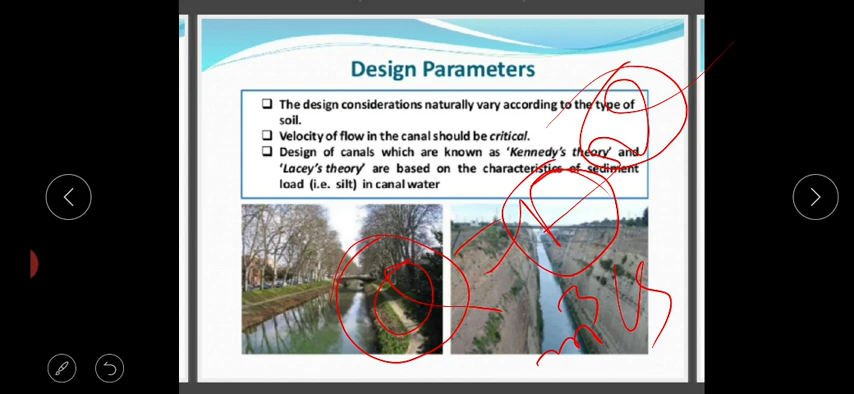 Design Parameters
❑ The design considerations naturally vary according to the type of
soil.
❑ Velocity of flow in the canal should be critical.
❑ Design of canals which are known as ‘Kennedy's theory’ and
‘Lacey's theory’ are based on the characteristics of sediment
load (i.e. silt) in canal water